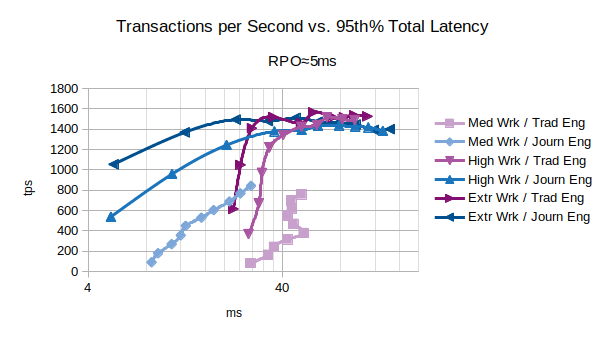 Transactions per Second vs. 95th% Total Latency
RPO≈5ms
1800
1600
1400
1200
1000
800
600
400
200
0
tps
4
40
ms
Med Wrk / Trad Eng
Med Wrk / Journ Eng
High Wrk / Trad Eng
High Wrk / Journ Eng
Extr Wrk / Trad Eng
Extr Wrk / Journ Eng